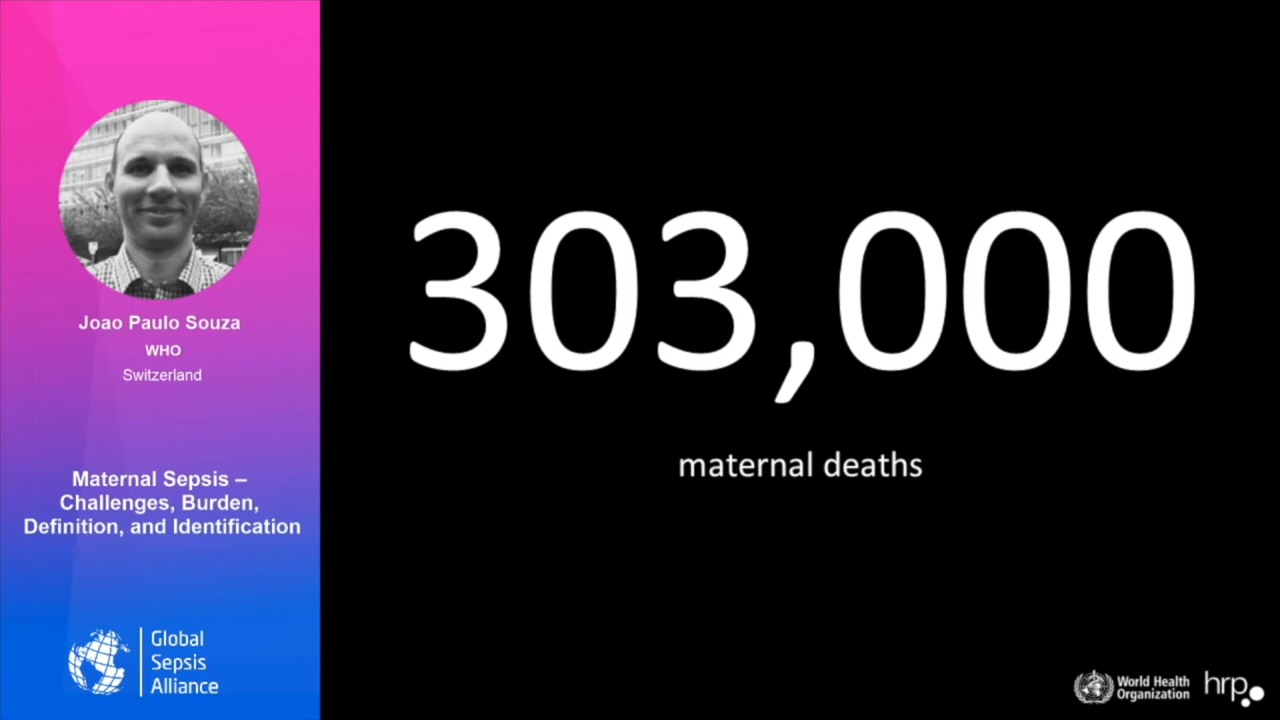 Joao Paulo Souza
WHO
Switzerland
Maternal Sepsis –
Challenges, Burden,
Definition, and Identification
Global
Sepsis
Alliance
303,000
maternal deaths
World Health
Organization
hrp